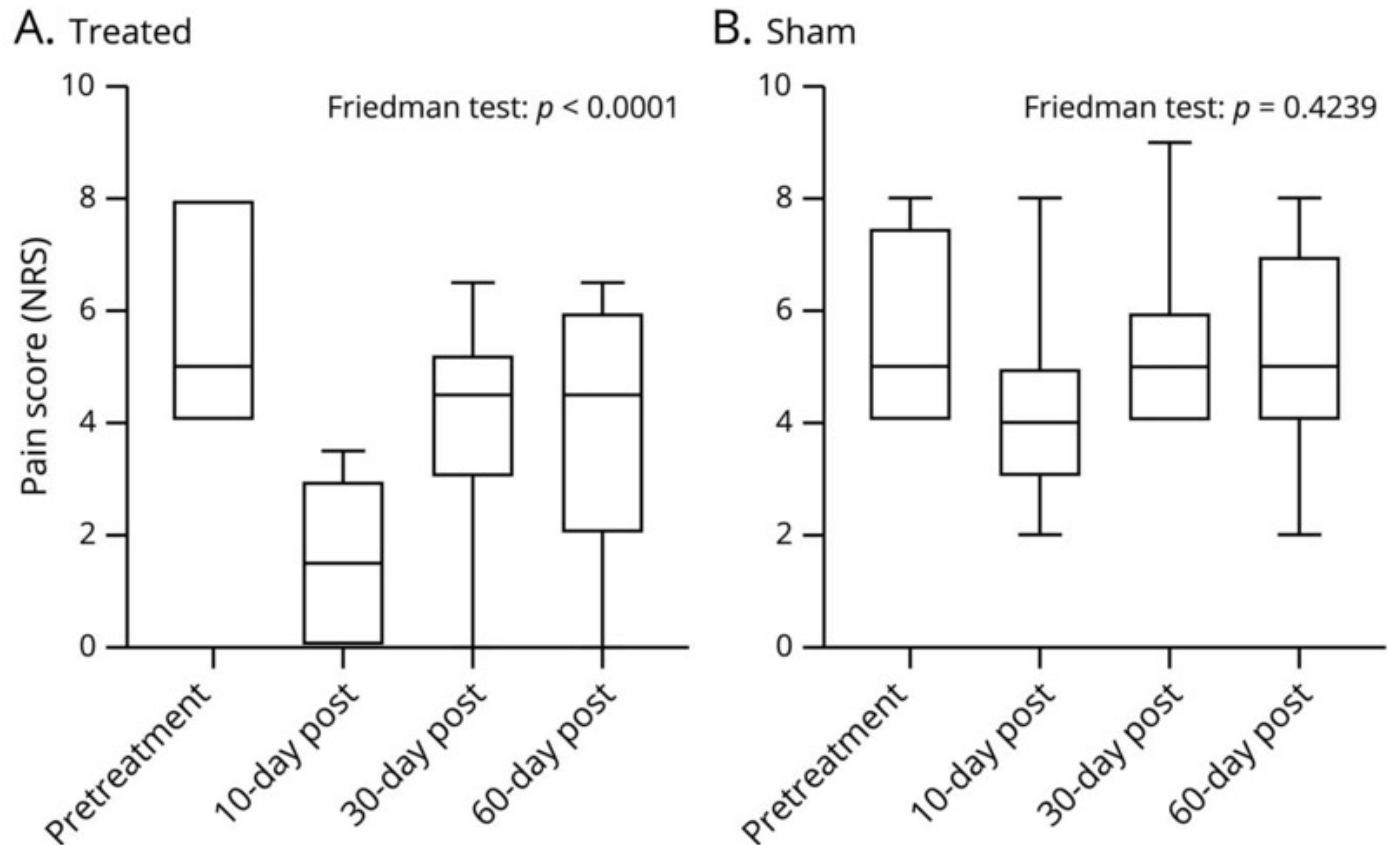 A. Treated
Friedman test: p < 0.0001
Pain score (NRS)
10
8
6
4
2
0
Pretreatment
10-day post
30-day post
60-day post
B. Sham
Friedman test: p = 0.4239
10
8
6
4
2
0
Pretreatment
10-day post
30-day post
60-day post